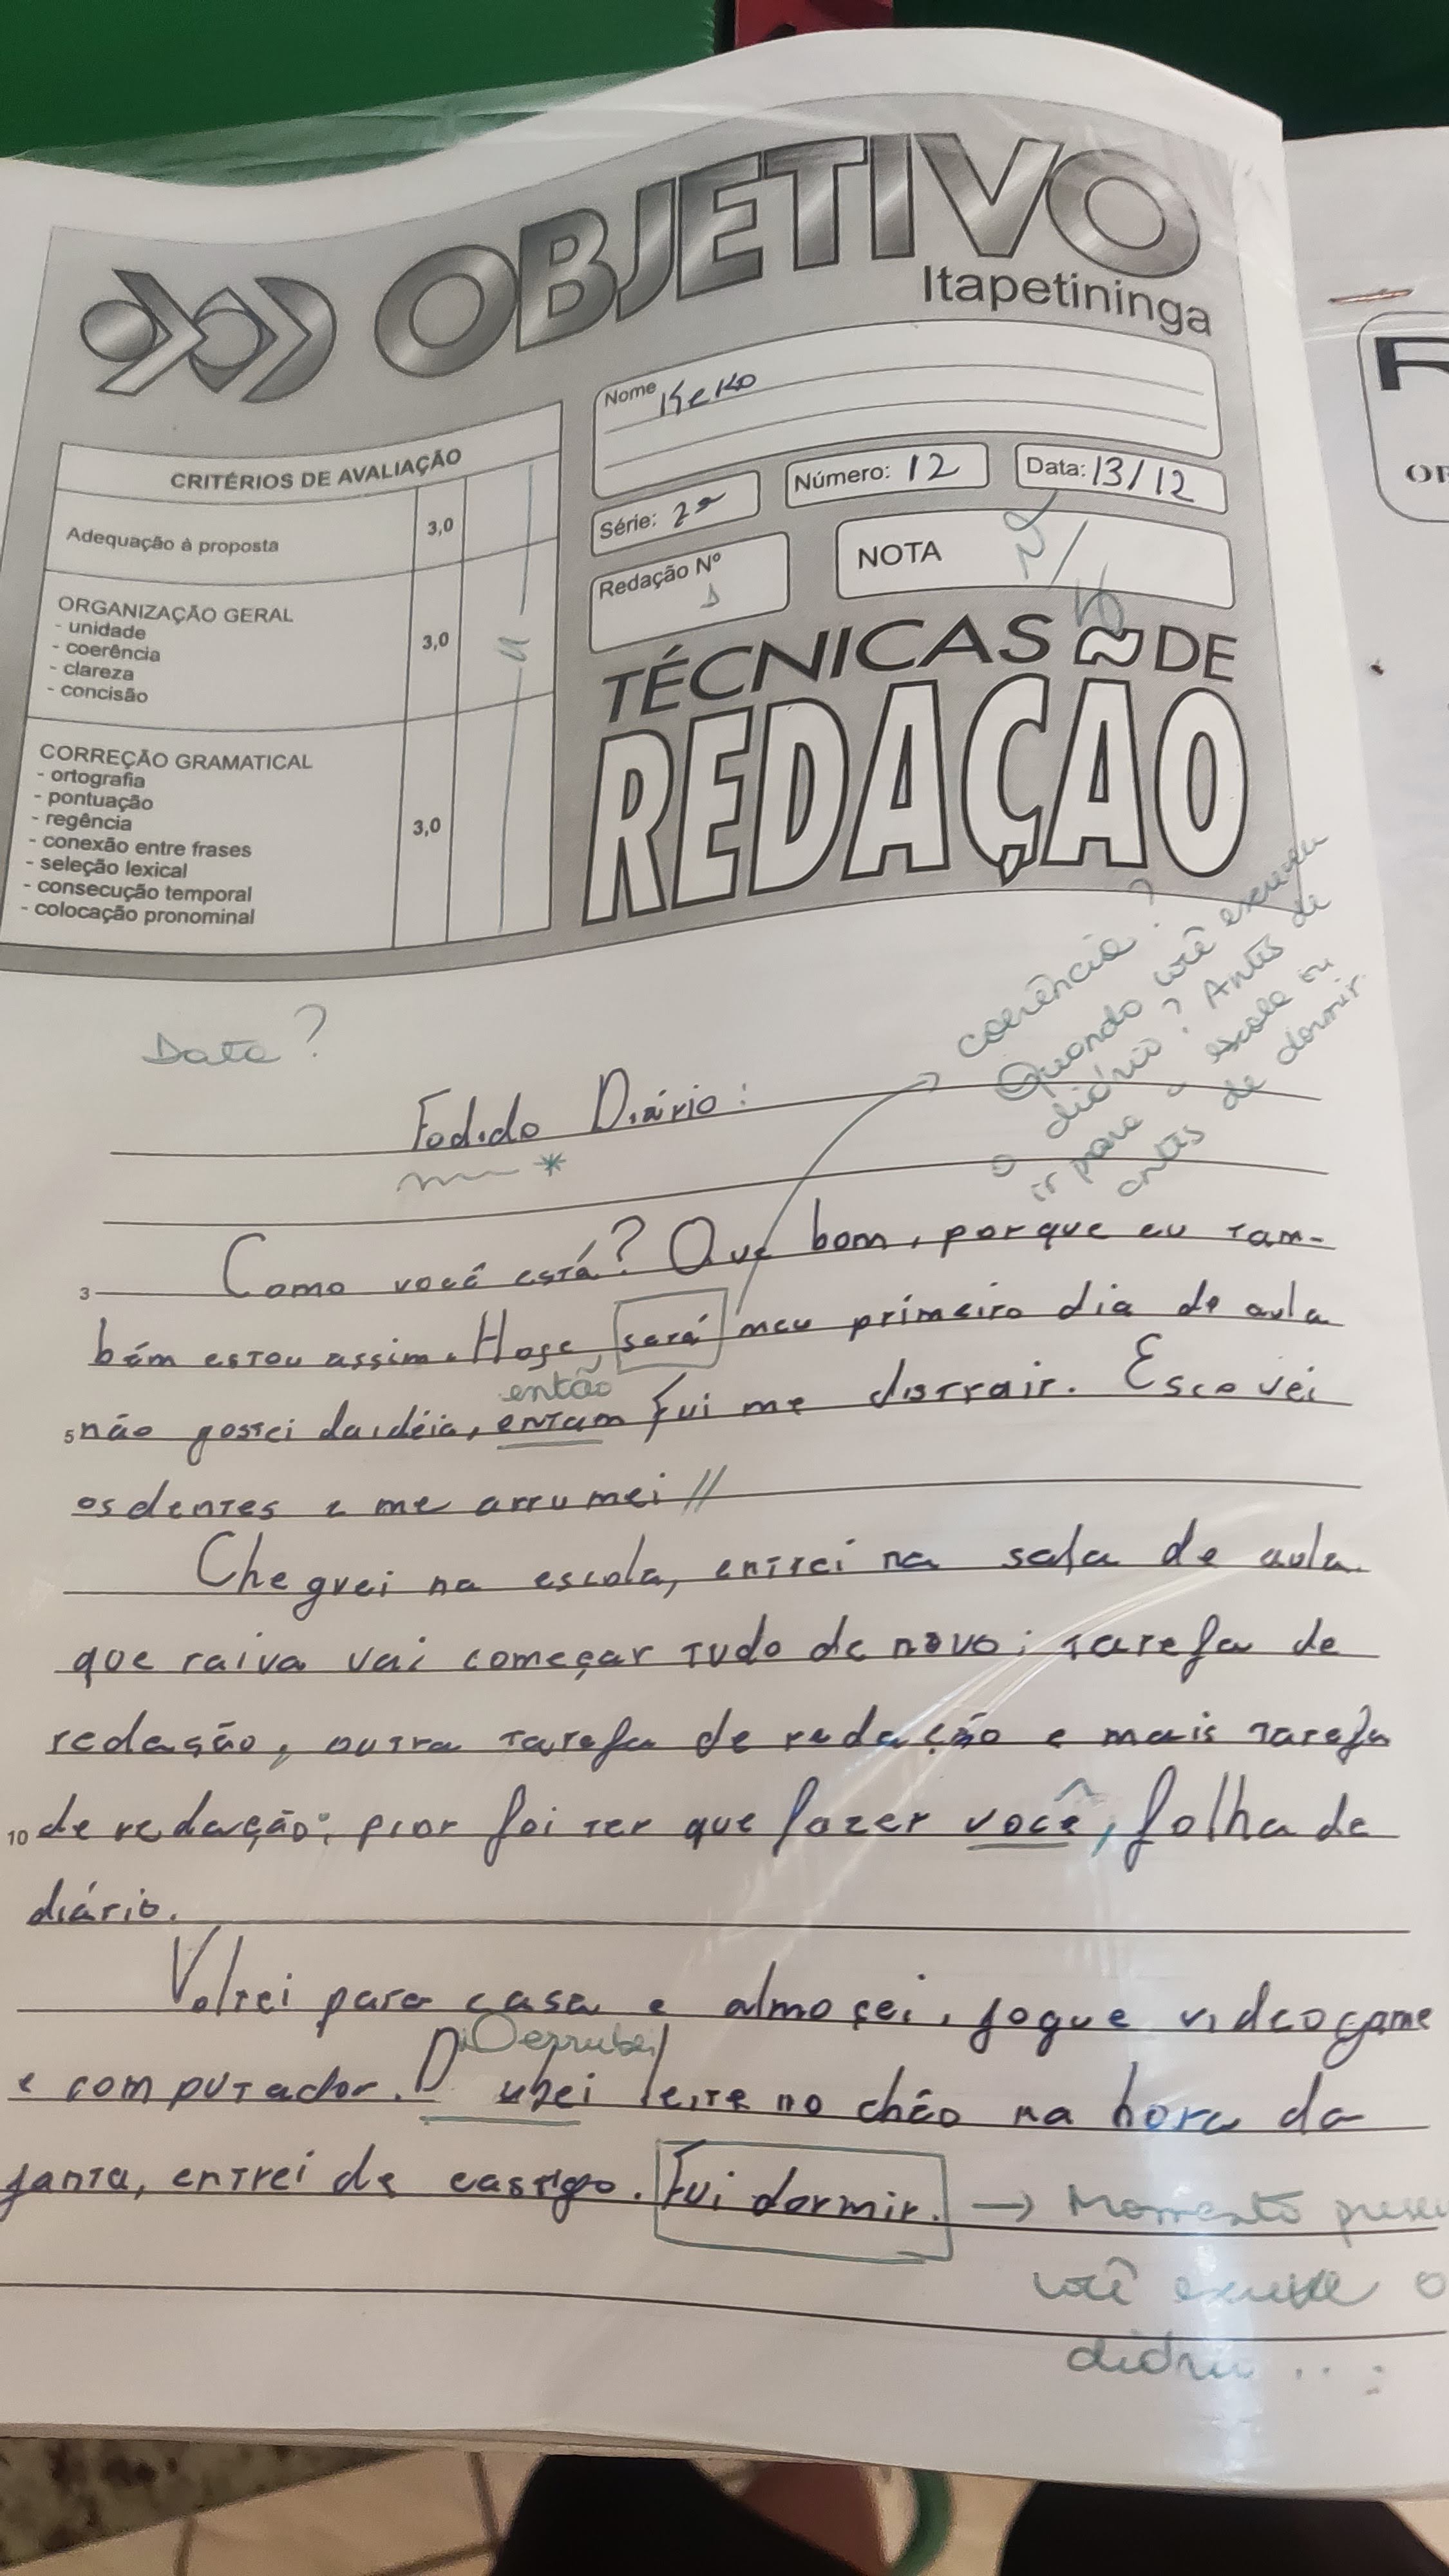 OBJETIVO
Itapetininga
Nome Keko
Série: 2ª
Número: 12
Data: 13/12
Redação Nº 1
NOTA
CRITÉRIOS DE AVALIAÇÃO
Adequação à proposta 3,0
ORGANIZAÇÃO GERAL
- unidade
- coerência 3,0
- clareza
- concisão
CORREÇÃO GRAMATICAL
- ortografia
- pontuação
- regência 3,0
- conexão entre frases
- seleção lexical
- consecução temporal
- colocação pronominal
TÉCNICAS DE
REDAÇÃO
coerência?
Quando você escreveu
o diário? Antes de
ir para a escola ou
antes de dormir
Data?
Fodido Diário:
*
Como você está? Que bom, porque eu tam-
3
bém estou assim. Hoje, será meu primeiro dia de aula
então
5 não gostei da idéia, entam fui me distrair. Escovei
os dentes e me arrumei //
Cheguei na escola, entrei na sala de aula
que raiva vai começar tudo de novo: tarefa de
redação, outra tarefa de redação e mais tarefa
10 de redação; pior foi ter que fazer você, folha de
diário.
Voltei para casa e almoçei, jogue videogame
Derrubei
e computador. D ubei leite no chão na hora da
janta, entrei de castigo. Fui dormir. → Momento
você escreve o
diário...